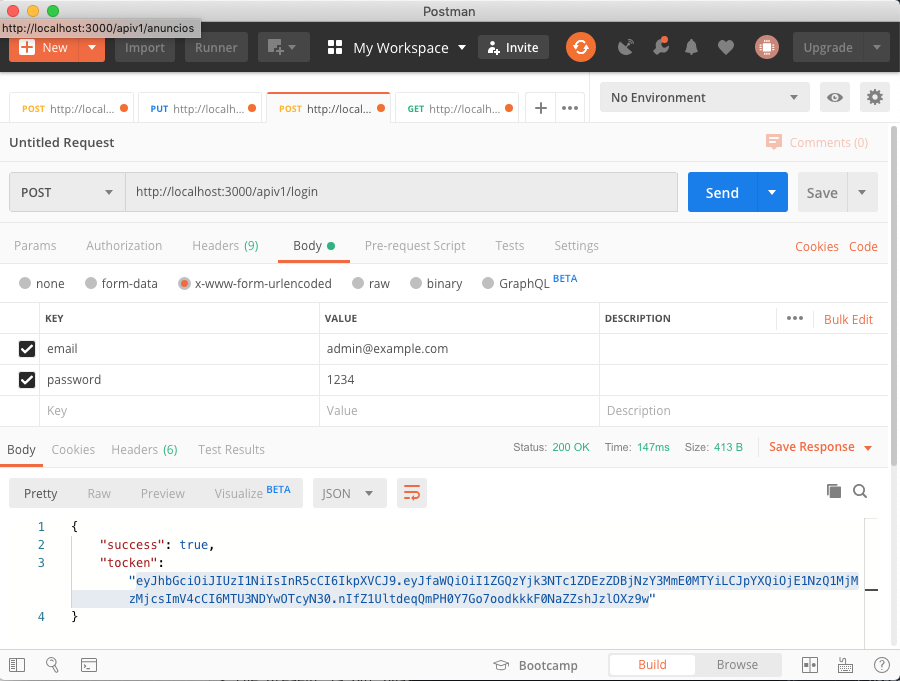 Postman
http://localhost:3000/apiv1/anuncios
New Import Runner My Workspace Invite Upgrade
POST http://local... PUT http://localh... POST http://local... GET http://localh... + ••• No Environment
Untitled Request Comments (0)
POST http://localhost:3000/apiv1/login Send Save
Params Authorization Headers (9) Body Pre-request Script Tests Settings Cookies Code
none form-data x-www-form-urlencoded raw binary GraphQL BETA
KEY VALUE DESCRIPTION ••• Bulk Edit
email admin@example.com
password 1234
Key Value Description
Body Cookies Headers (6) Test Results Status: 200 OK Time: 147ms Size: 413 B Save Response
Pretty Raw Preview Visualize BETA JSON
1 {
2 "success": true,
3 "tocken":
"eyJhbGciOiJIUzI1NiIsInR5cCI6IkpXVCJ9.eyJfaWQiOiI1ZGQzYjk3NTc1ZDEzZDBjNzY3MmE0MTYiLCJpYXQiOjE1NzQ1MjM
zMjcsImV4cCI6MTU3NDYwOTcyN30.nIfZ1UltdeqQmPH0Y7Go7oodkkkF0NaZZshJzlOXz9w"
4 }
Bootcamp Build Browse